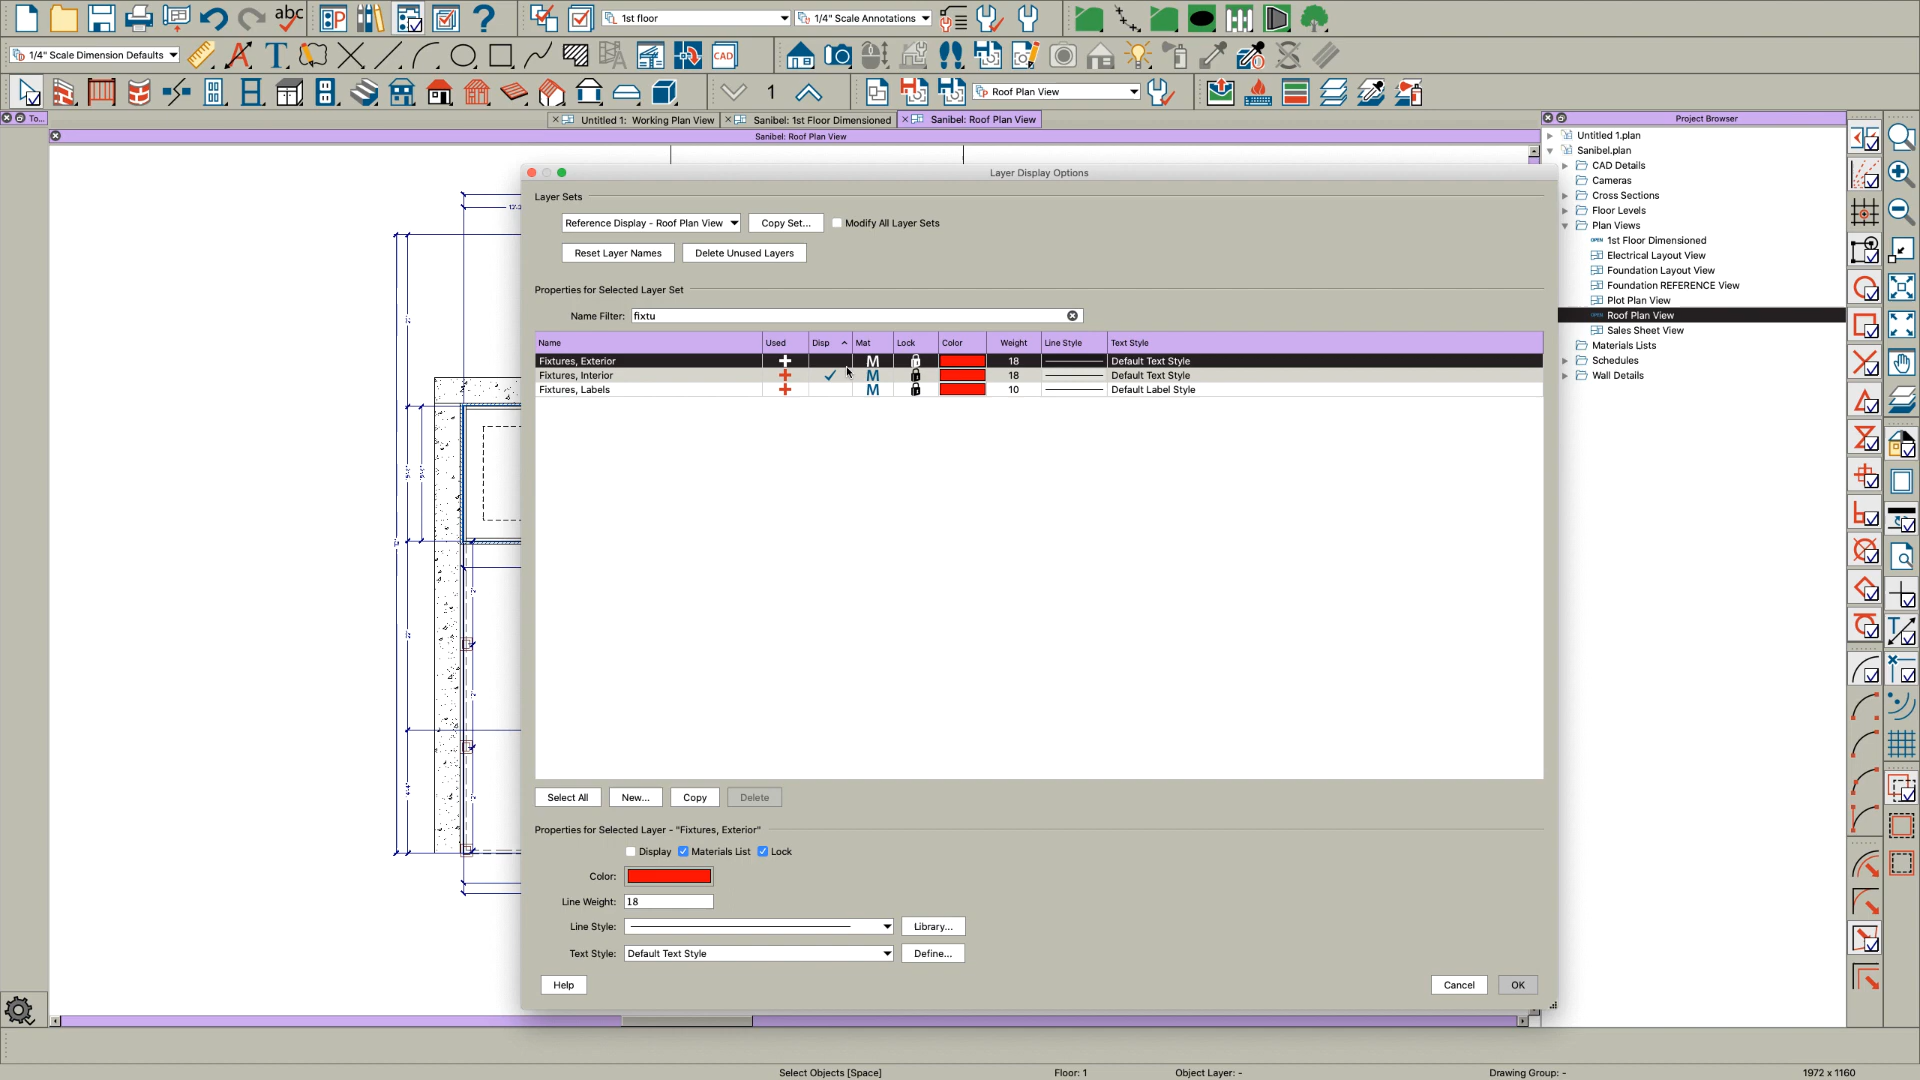 abc
?
1st floor
1/4" Scale Annotations
1/4" Scale Dimension Defaults
A
T
CAD
1
Roof Plan View
To...
Untitled 1: Working Plan View
Sanibel: 1st Floor Dimensioned
Sanibel: Roof Plan View
Sanibel: Roof Plan View
Project Browser
Untitled 1.plan
Sanibel.plan
CAD Details
Cameras
Cross Sections
Floor Levels
Plan Views
1st Floor Dimensioned
Electrical Layout View
Foundation Layout View
Foundation REFERENCE View
Plot Plan View
Roof Plan View
Sales Sheet View
Materials Lists
Schedules
Wall Details
Layer Display Options
Layer Sets
Reference Display - Roof Plan View
Copy Set...
Modify All Layer Sets
Reset Layer Names
Delete Unused Layers
Properties for Selected Layer Set
Name Filter: fixtu
Name Used Disp Mat Lock Color Weight Line Style Text Style
Fixtures, Exterior M 18 Default Text Style
Fixtures, Interior M 18 Default Text Style
Fixtures, Labels M 10 Default Label Style
Select All
New...
Copy
Delete
Properties for Selected Layer - "Fixtures, Exterior"
Display Materials List Lock
Color:
Line Weight: 18
Line Style: Library...
Text Style: Default Text Style Define...
Help
Cancel
OK
Select Objects [Space]
Floor: 1
Object Layer: -
Drawing Group: -
1972 x 1160